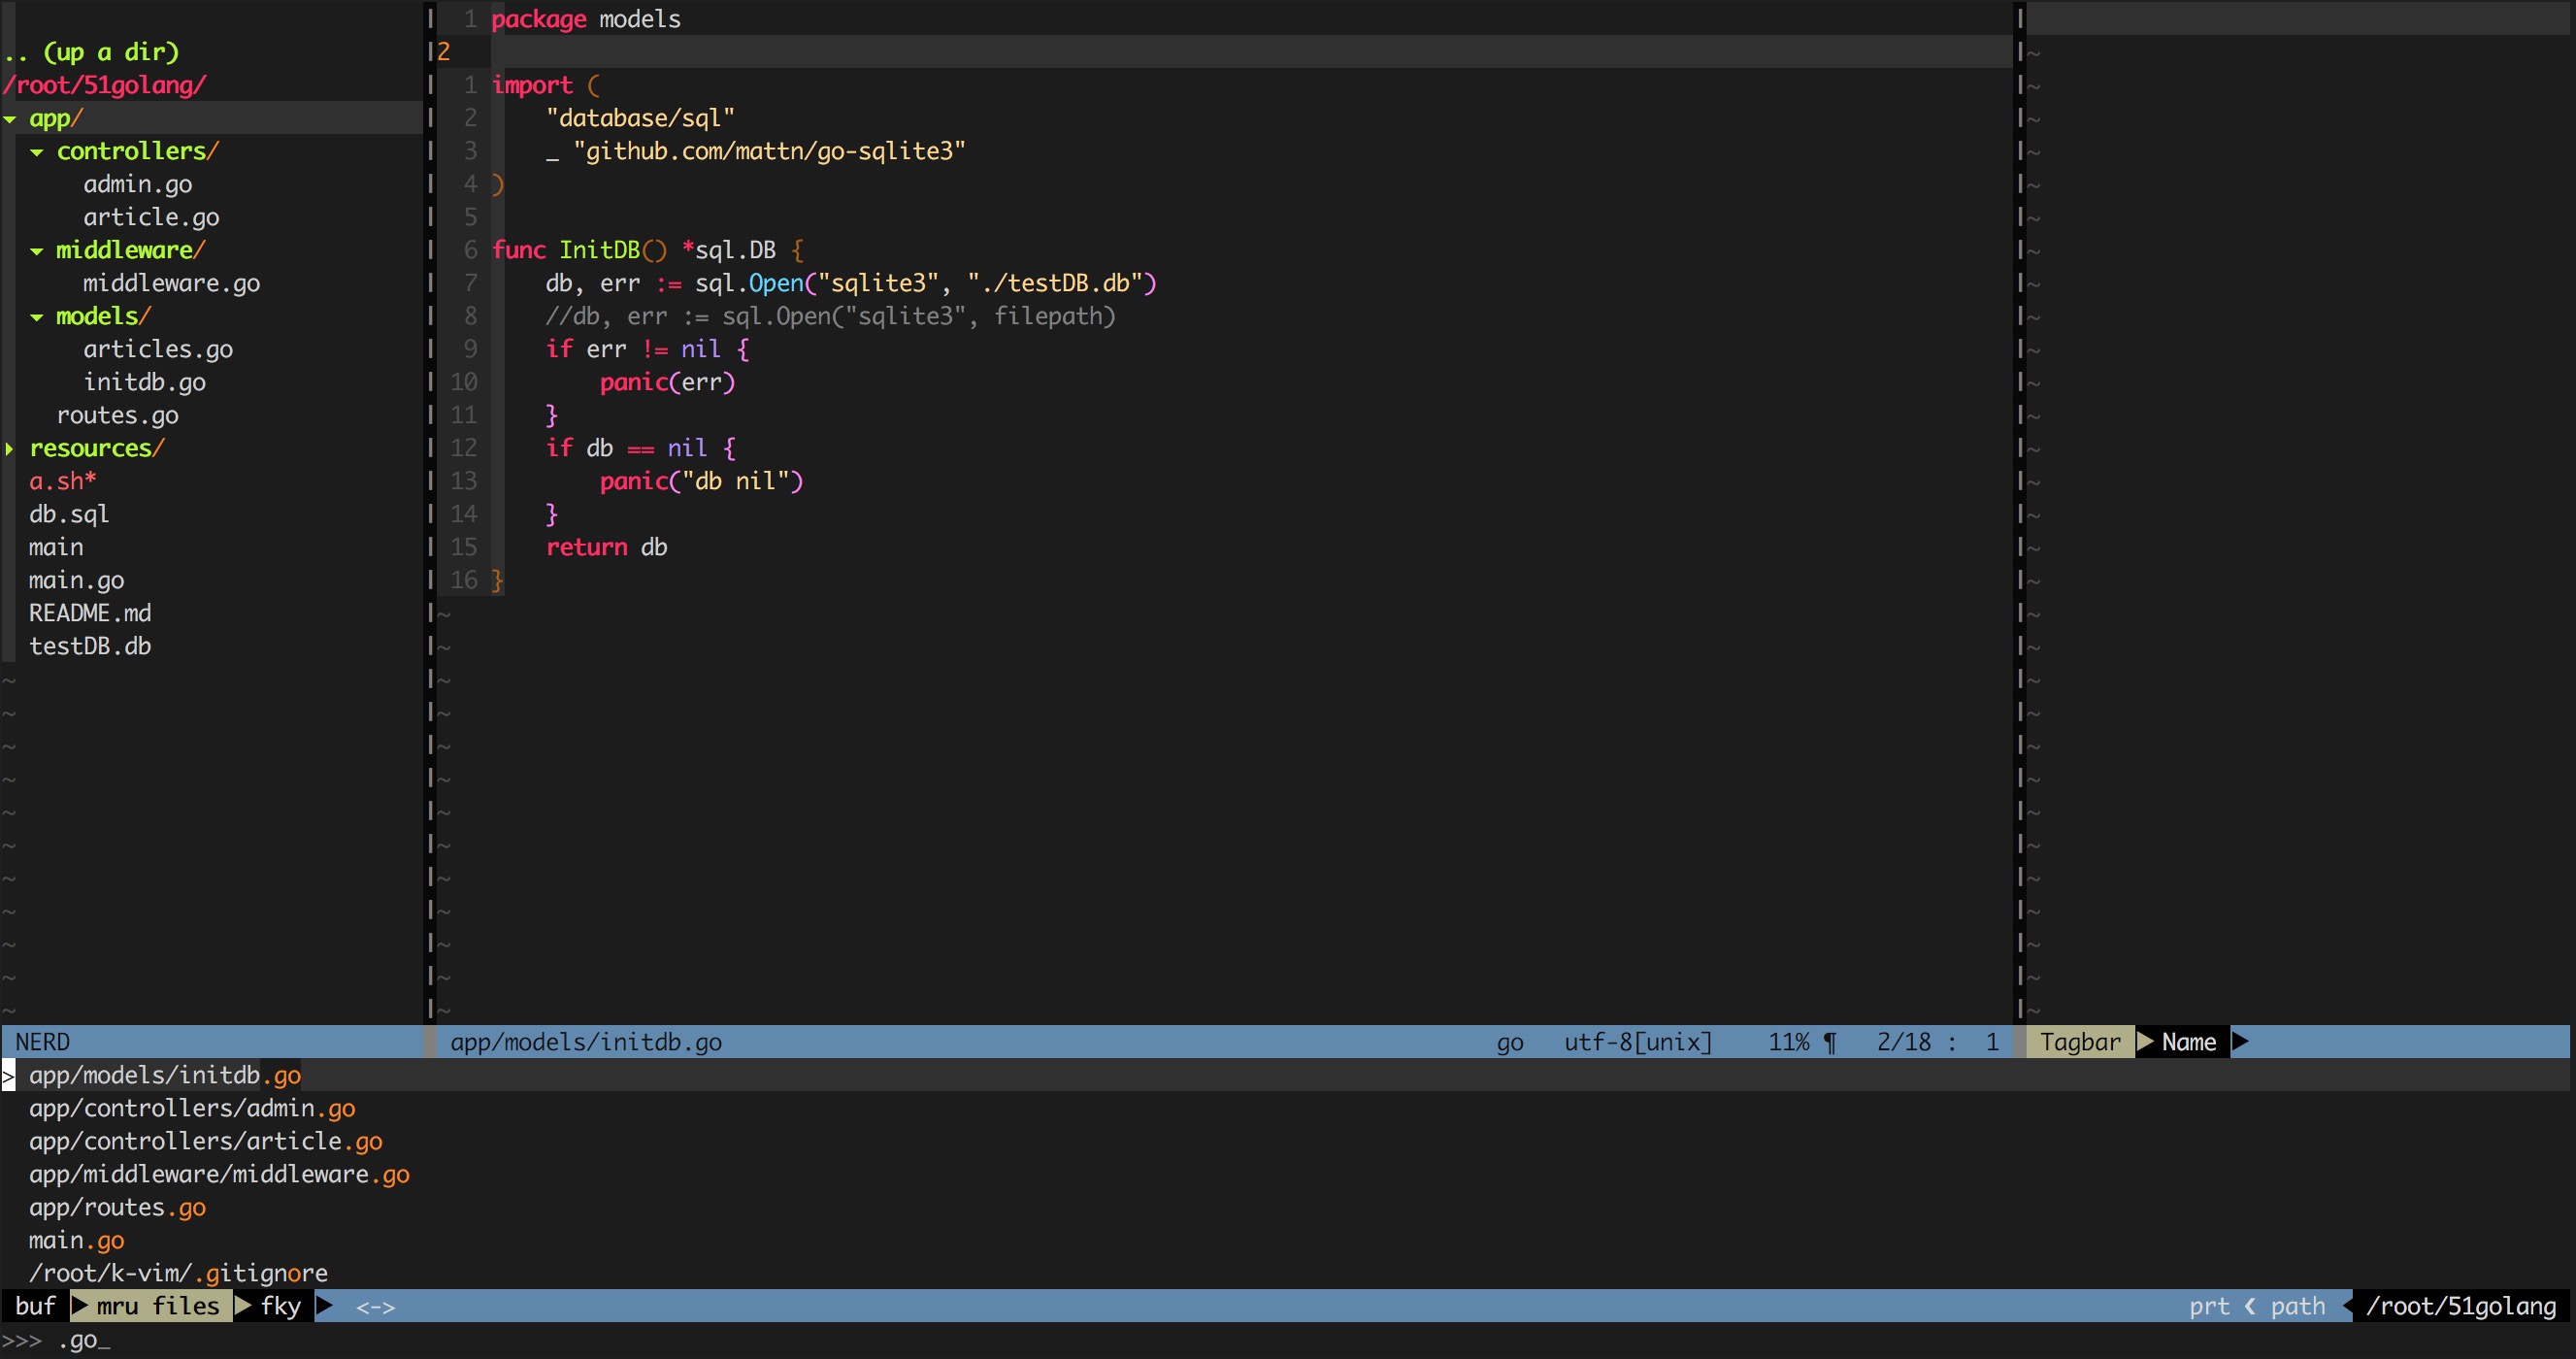 .. (up a dir)
/root/51golang/
▾ app/
  ▾ controllers/
      admin.go
      article.go
  ▾ middleware/
      middleware.go
  ▾ models/
      articles.go
      initdb.go
    routes.go
▸ resources/
  a.sh*
  db.sql
  main
  main.go
  README.md
  testDB.db
1 package models
2
1 import (
2     "database/sql"
3     _ "github.com/mattn/go-sqlite3"
4 )
5
6 func InitDB() *sql.DB {
7     db, err := sql.Open("sqlite3", "./testDB.db")
8     //db, err := sql.Open("sqlite3", filepath)
9     if err != nil {
10         panic(err)
11     }
12     if db == nil {
13         panic("db nil")
14     }
15     return db
16 }
NERD
app/models/initdb.go go utf-8[unix] 11% ¶ 2/18 : 1
Tagbar Name
> app/models/initdb.go
app/controllers/admin.go
app/controllers/article.go
app/middleware/middleware.go
app/routes.go
main.go
/root/k-vim/.gitignore
buf mru files fky <-> prt ❮ path /root/51golang
>>> .go_